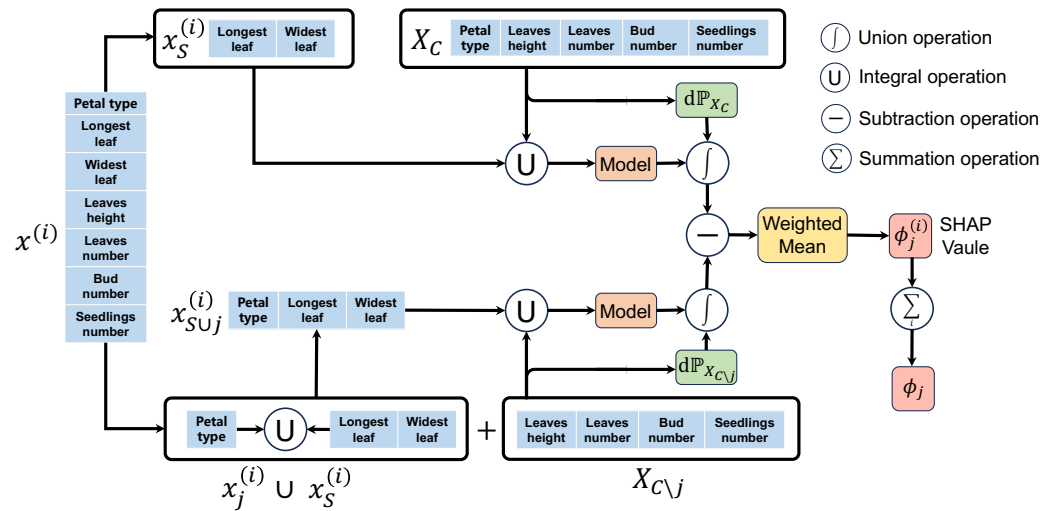 x_S^{(i)}
Longest
leaf
Widest
leaf
X_C
Petal
type
Leaves
height
Leaves
number
Bud
number
Seedlings
number
∫ Union operation
U Integral operation
− Subtraction operation
∑ Summation operation
x^{(i)}
Petal type
Longest
leaf
Widest
leaf
Leaves
height
Leaves
number
Bud
number
Seedlings
number
dℙ_{X_C}
U
Model
∫
−
Weighted
Mean
ϕ_j^{(i)}
SHAP
Vaule
∑_i
ϕ_j
x_{S∪j}^{(i)}
Petal
type
Longest
leaf
Widest
leaf
U
Model
∫
dℙ_{X_{C\j}}
Petal
type
U
Longest
leaf
Widest
leaf
+
Leaves
height
Leaves
number
Bud
number
Seedlings
number
x_j^{(i)} ∪ x_S^{(i)}
X_{C\j}